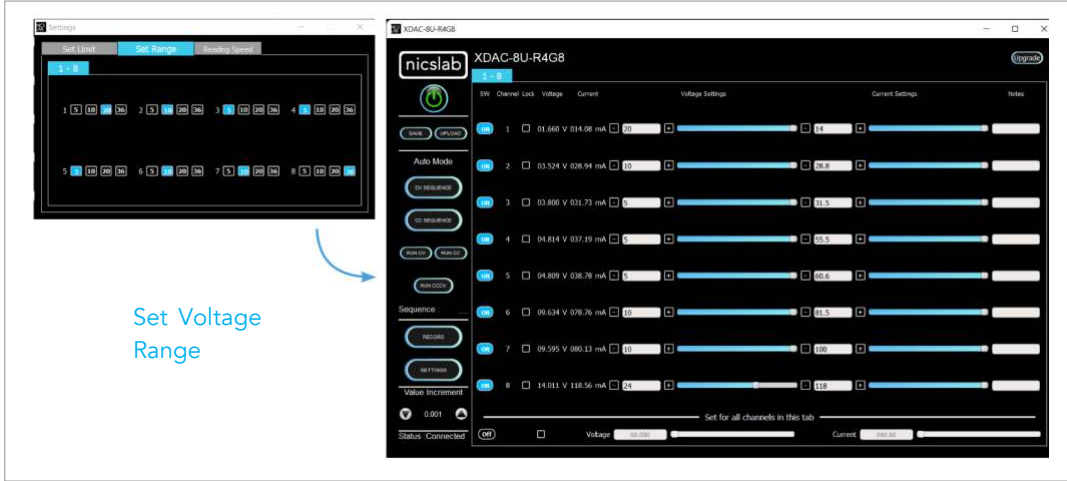 Settings
Set Limit Set Range Reading Speed
1 - 8
1 5 10 20 36 2 5 10 20 36 3 5 10 20 36 4 5 10 20 36
5 5 10 20 36 6 5 10 20 36 7 5 10 20 36 8 5 10 20 36
Set Voltage
Range
XDAC-8U-R4G8
nicslab
XDAC-8U-R4G8
Upgrade
1 - 8
SW Channel Lock Voltage Current Voltage Settings Current Settings Notes
ON 1 01.660 V 014.08 mA - 20 + - 14 +
ON 2 03.524 V 028.94 mA - 10 + - 28.8 +
ON 3 03.800 V 031.73 mA - 5 + - 31.5 +
ON 4 04.814 V 037.19 mA - 5 + - 55.5 +
ON 5 04.809 V 038.78 mA - 5 + - 60.6 +
ON 6 09.634 V 078.76 mA - 10 + - 81.5 +
ON 7 09.595 V 080.13 mA - 10 + - 100 +
ON 8 14.011 V 118.56 mA - 24 + - 118 +
Set for all channels in this tab
Off Voltage 00.000 Current 000.00
SAVE UPLOAD
Auto Mode
CV SEQUENCE
CC SEQUENCE
RUN CV RUN CC
RUN CCCV
Sequence : ...
RECORD
SETTINGS
Value Increment
0.001
Status :Connected